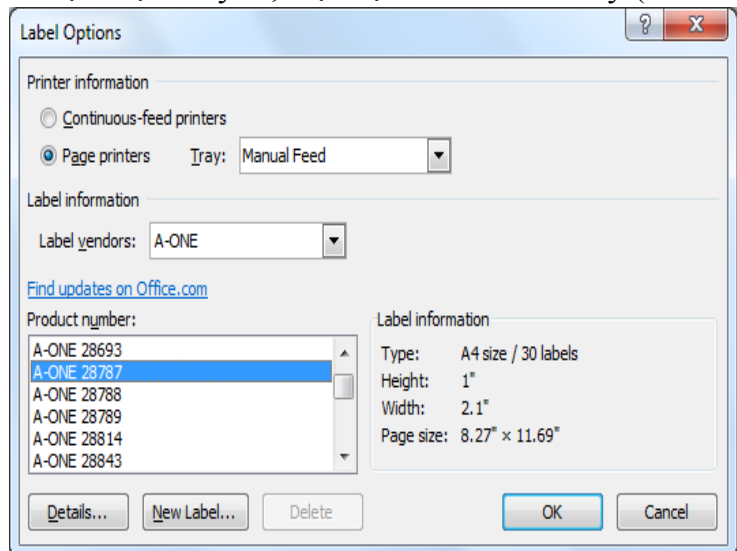 Label Options
Printer information
Continuous-feed printers
Page printers Tray: Manual Feed
Label information
Label vendors: A-ONE
Find updates on Office.com
Product number:
A-ONE 28693
A-ONE 28787
A-ONE 28788
A-ONE 28789
A-ONE 28814
A-ONE 28843
Label information
Type: A4 size / 30 labels
Height: 1"
Width: 2.1"
Page size: 8.27" × 11.69"
Details... New Label... Delete OK Cancel